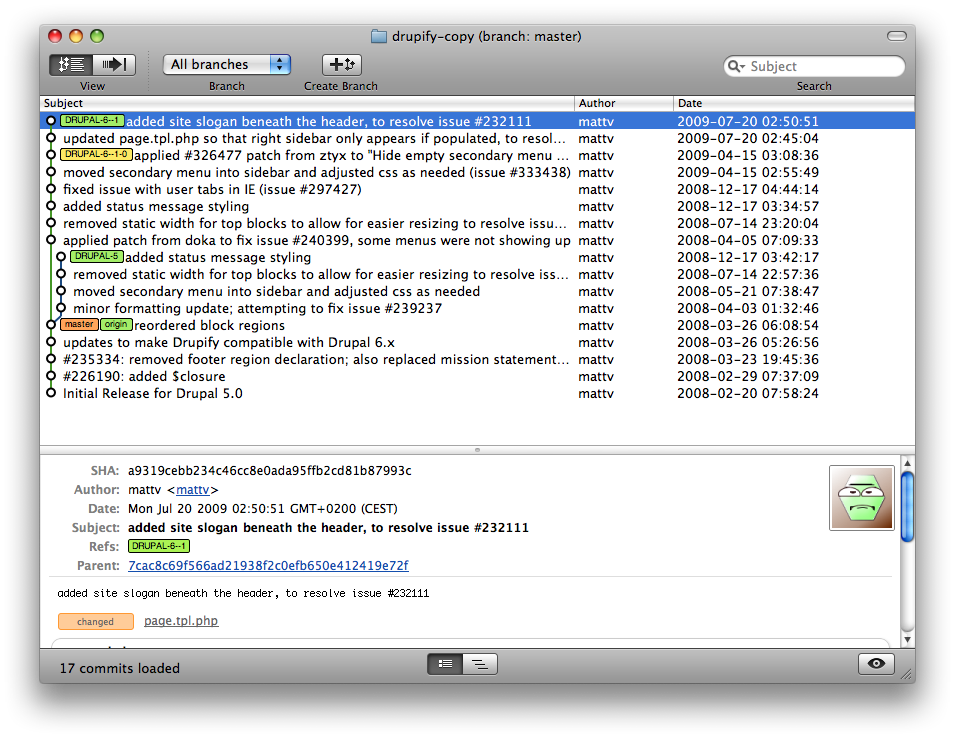 drupify-copy (branch: master)
All branches
Subject
View
Branch
Create Branch
Search
Subject Author Date
DRUPAL-6--1 added site slogan beneath the header, to resolve issue #232111 mattv 2009-07-20 02:50:51
updated page.tpl.php so that right sidebar only appears if populated, to resol... mattv 2009-07-20 02:45:04
DRUPAL-6--1-0 applied #326477 patch from ztyx to "Hide empty secondary menu ... mattv 2009-04-15 03:08:36
moved secondary menu into sidebar and adjusted css as needed (issue #333438) mattv 2009-04-15 02:55:49
fixed issue with user tabs in IE (issue #297427) mattv 2008-12-17 04:44:14
added status message styling mattv 2008-12-17 03:34:57
removed static width for top blocks to allow for easier resizing to resolve issu... mattv 2008-07-14 23:20:04
applied patch from doka to fix issue #240399, some menus were not showing up mattv 2008-04-05 07:09:33
DRUPAL-5 added status message styling mattv 2008-12-17 03:42:17
removed static width for top blocks to allow for easier resizing to resolve iss... mattv 2008-07-14 22:57:36
moved secondary menu into sidebar and adjusted css as needed mattv 2008-05-21 07:38:47
minor formatting update; attempting to fix issue #239237 mattv 2008-04-03 01:32:46
master origin reordered block regions mattv 2008-03-26 06:08:54
updates to make Drupify compatible with Drupal 6.x mattv 2008-03-26 05:26:56
#235334: removed footer region declaration; also replaced mission statement... mattv 2008-03-23 19:45:36
#226190: added $closure mattv 2008-02-29 07:37:09
Initial Release for Drupal 5.0 mattv 2008-02-20 07:58:24
SHA: a9319cebb234c46cc8e0ada95ffb2cd81b87993c
Author: mattv <mattv>
Date: Mon Jul 20 2009 02:50:51 GMT+0200 (CEST)
Subject: added site slogan beneath the header, to resolve issue #232111
Refs: DRUPAL-6--1
Parent: 7cac8c69f566ad21938f2c0efb650e412419e72f
added site slogan beneath the header, to resolve issue #232111
changed page.tpl.php
17 commits loaded